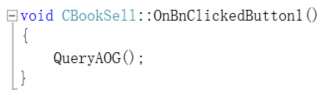 void CBookSell::OnBnClickedButton1()
{
QueryAOG();
}